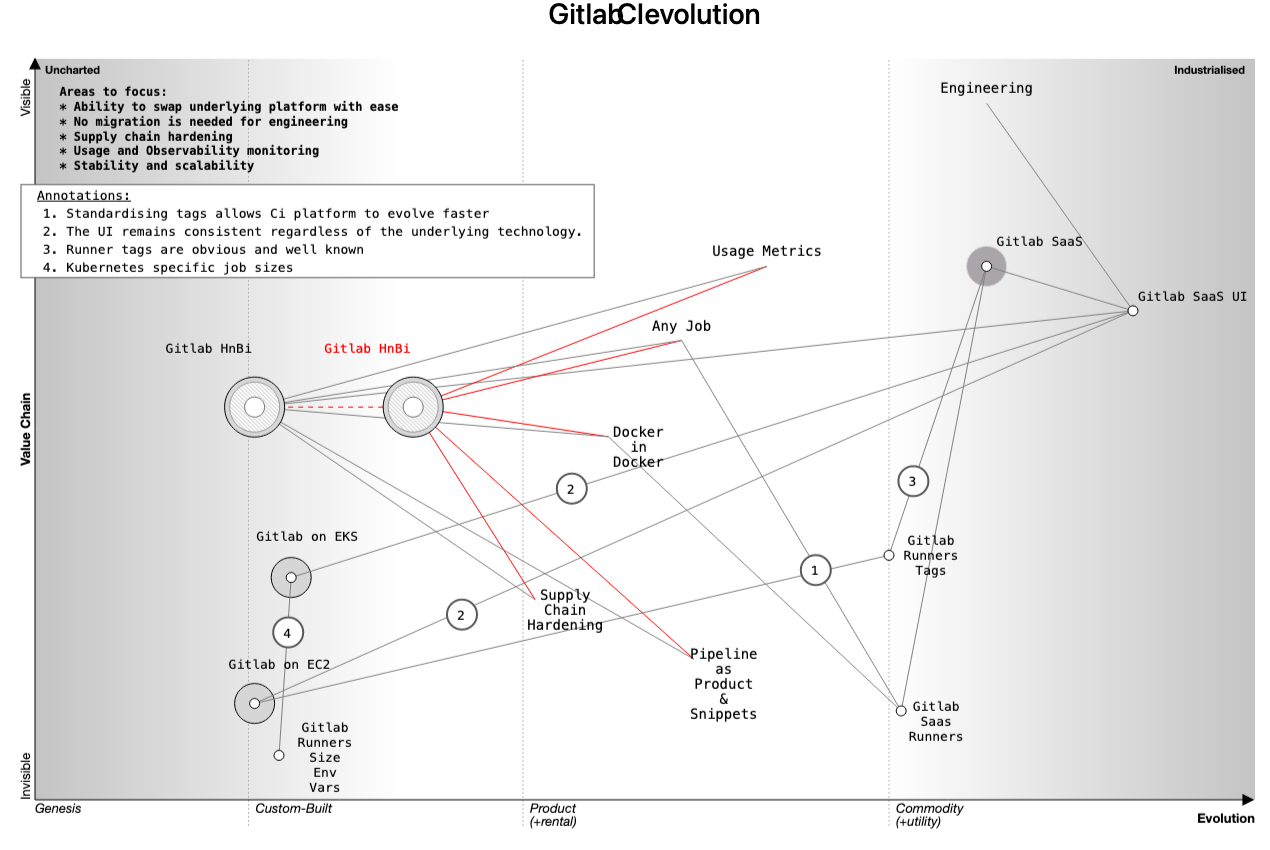 GitlabCIevolution
Uncharted
Industrialised
Visible
Areas to focus:
* Ability to swap underlying platform with ease
* No migration is needed for engineering
* Supply chain hardening
* Usage and Observability monitoring
* Stability and scalability
Engineering
Annotations:
1. Standardising tags allows Ci platform to evolve faster
2. The UI remains consistent regardless of the underlying technology.
3. Runner tags are obvious and well known
4. Kubernetes specific job sizes
Usage Metrics
Gitlab SaaS
Gitlab SaaS UI
Any Job
Gitlab HnBi
Gitlab HnBi
Value Chain
Docker
in
Docker
2
3
Gitlab on EKS
Gitlab
Runners
Tags
1
Supply
Chain
Hardening
2
4
Gitlab on EC2
Pipeline
as
Product
&
Snippets
Gitlab
Saas
Runners
Gitlab
Runners
Size
Env
Vars
Invisible
Genesis
Custom-Built
Product
(+rental)
Commodity
(+utility)
Evolution